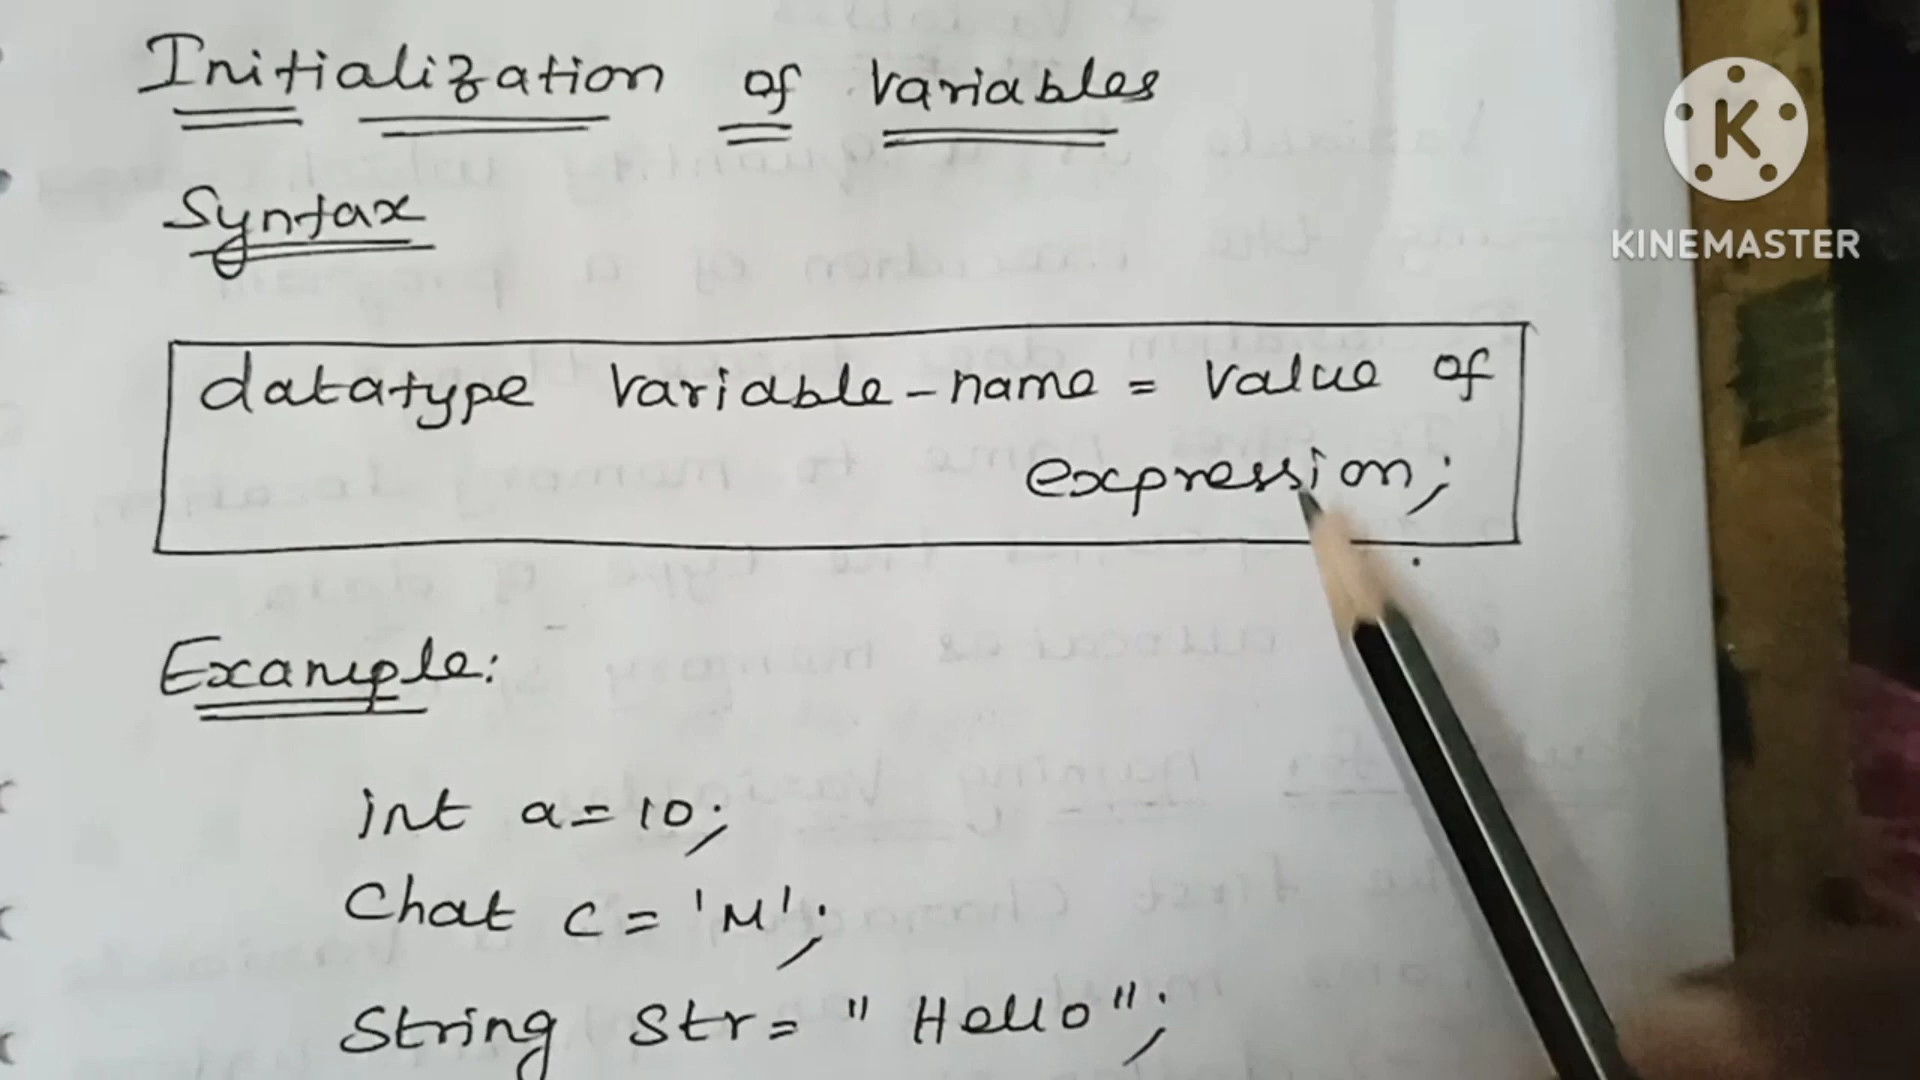 Initialization of Variables
Syntax
datatype variable-name = value of
expression;
Example:
int a=10;
Chat c = 'M';
String Str= "Hello";
K
KINEMASTER